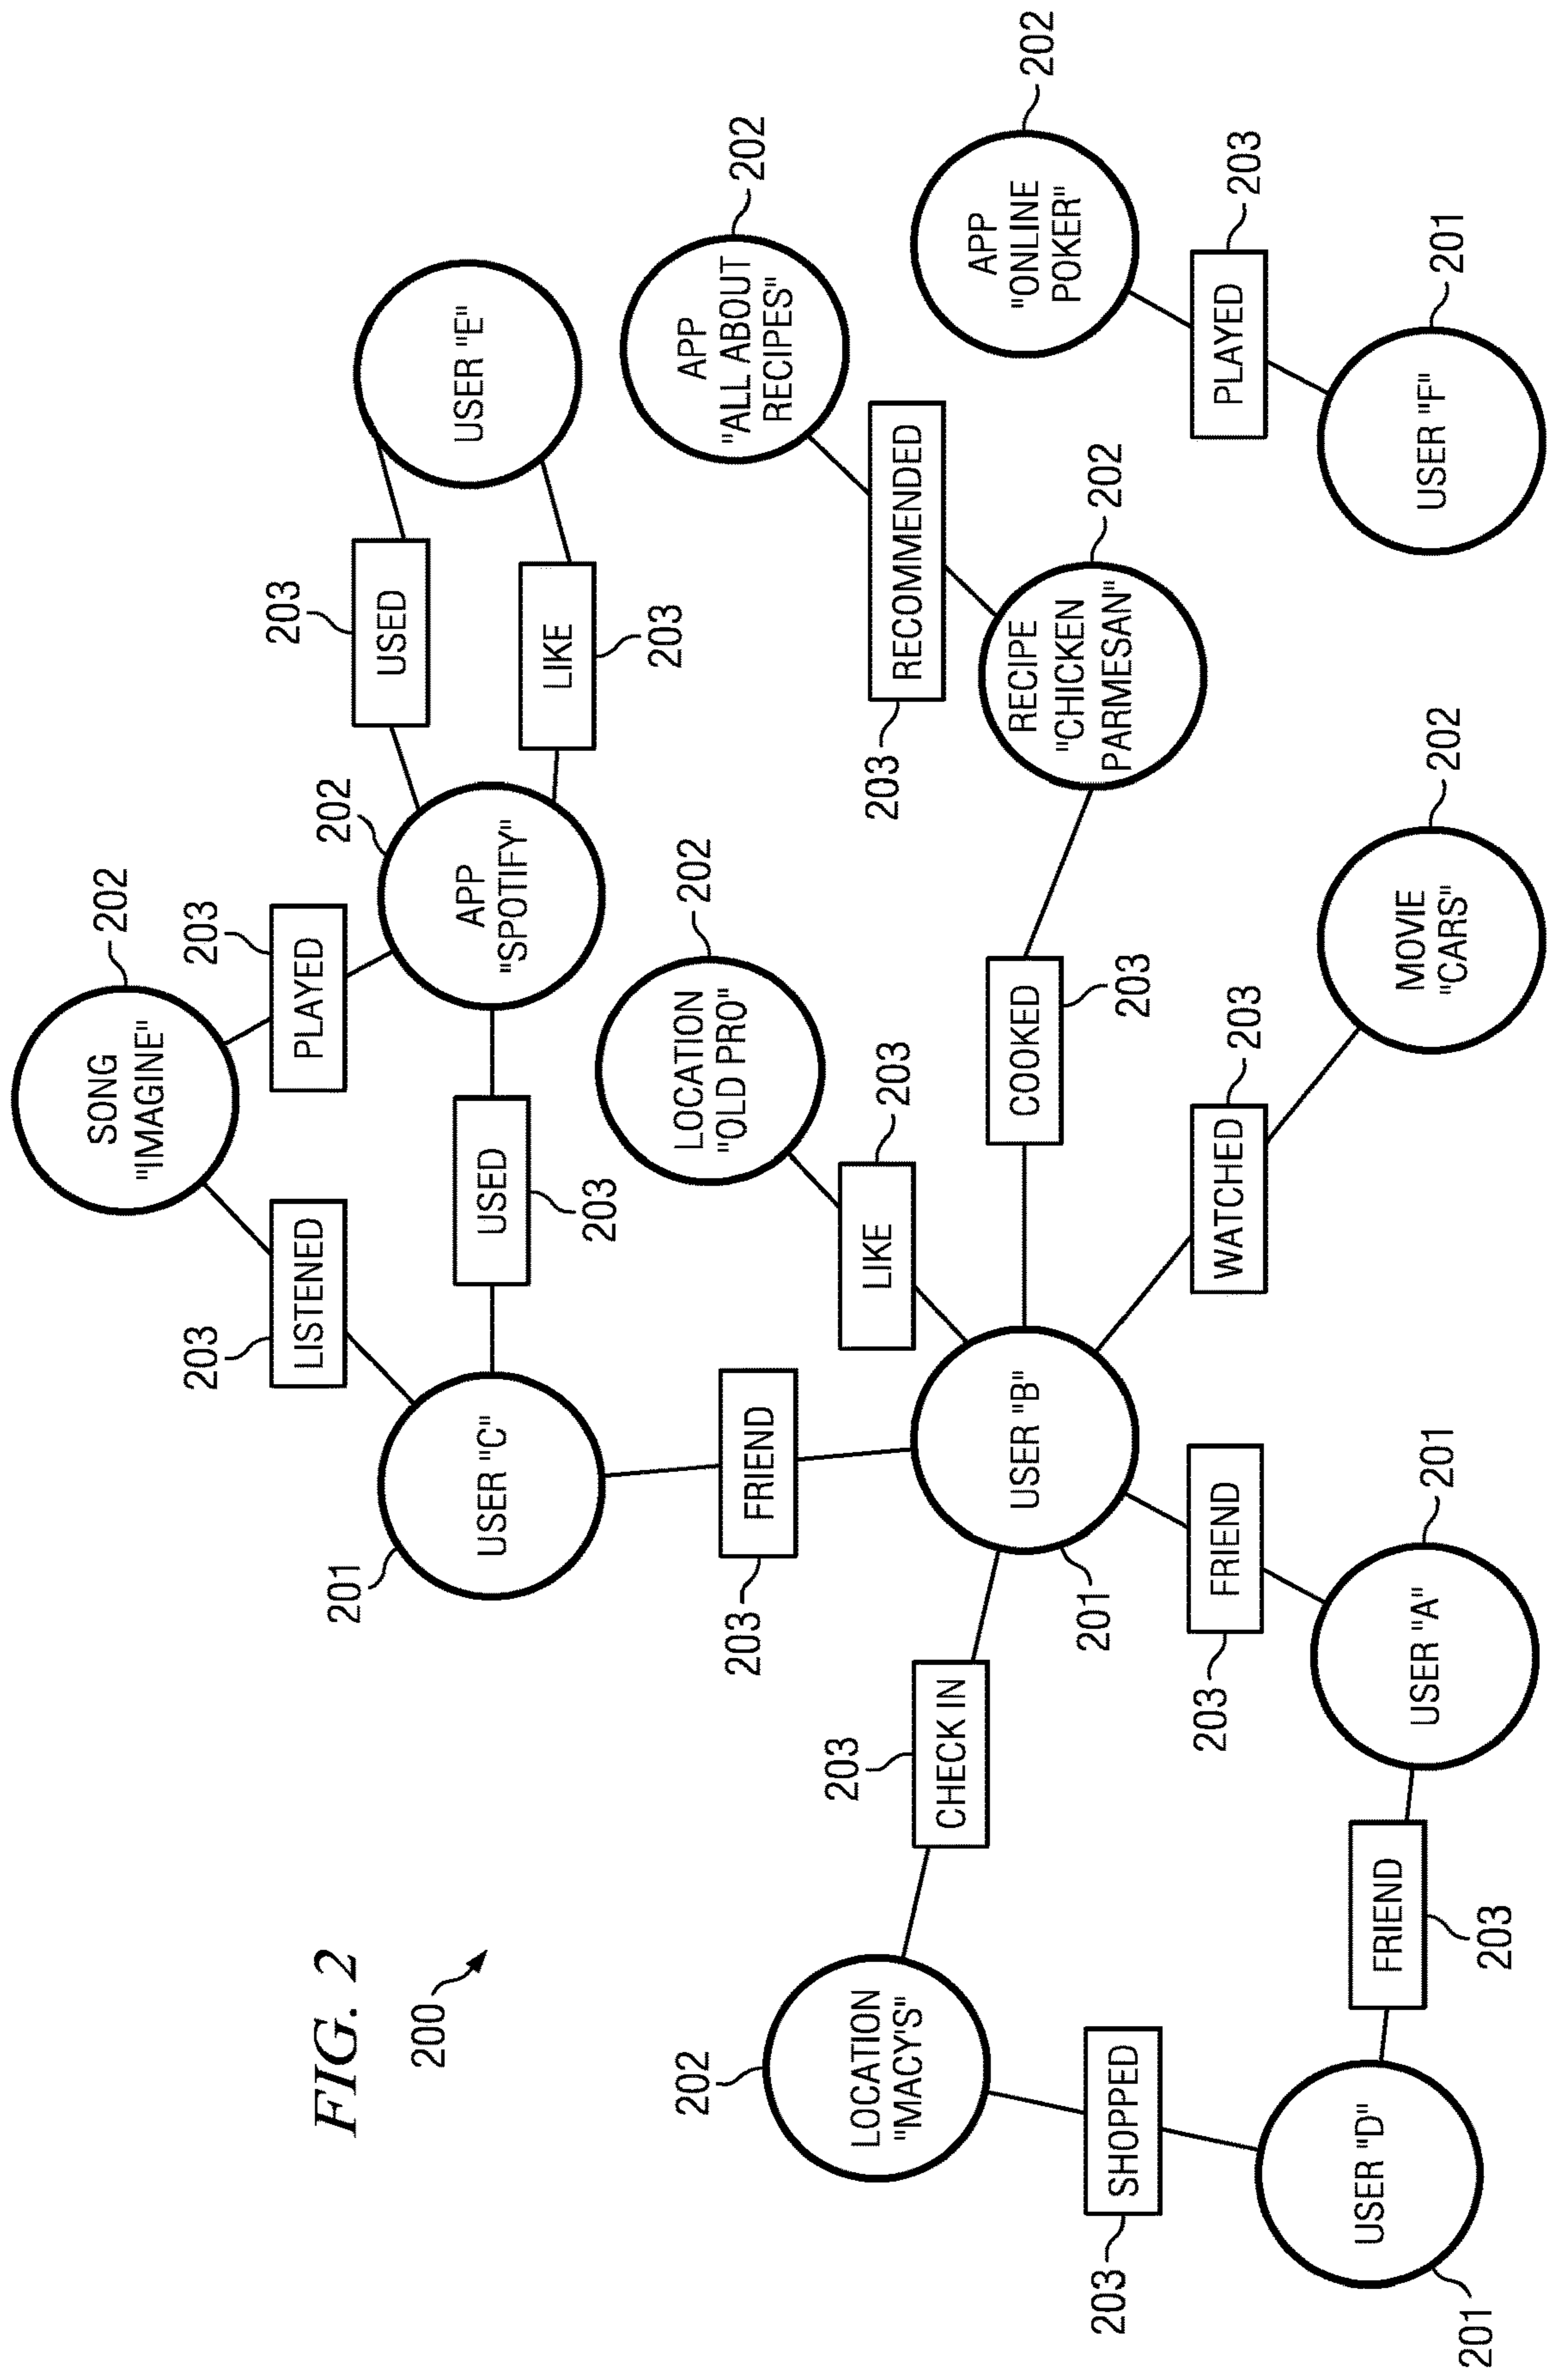 FIG. 2
200
202
SONG
"IMAGINE"
203
LISTENED
203
PLAYED
203
USED
201
USER "C"
203
USED
202
APP
"SPOTIFY"
LIKE
203
USER "E"
203
FRIEND
202
LOCATION
"OLD PRO"
203
LIKE
202
APP
"ALL ABOUT
RECIPES"
203
RECOMMENDED
202
LOCATION
"MACY'S"
203
CHECK IN
201
USER "B"
203
COOKED
202
RECIPE
"CHICKEN
PARMESAN"
202
APP
"ONLINE
POKER"
203
SHOPPED
203
FRIEND
203
WATCHED
203
PLAYED
201
USER "D"
203
FRIEND
201
USER "A"
202
MOVIE
"CARS"
201
USER "F"